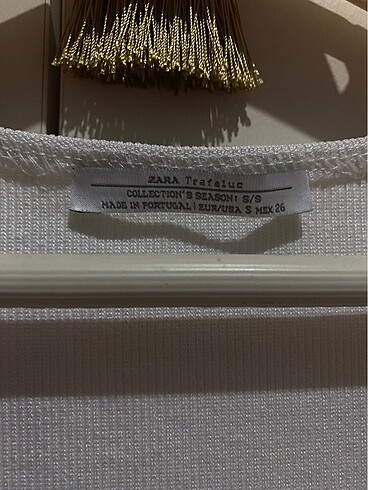 ZARA Trafaluc
COLLECTION'S SEASON: S/S
MADE IN PORTUGAL | EUR/USA S MEX 26